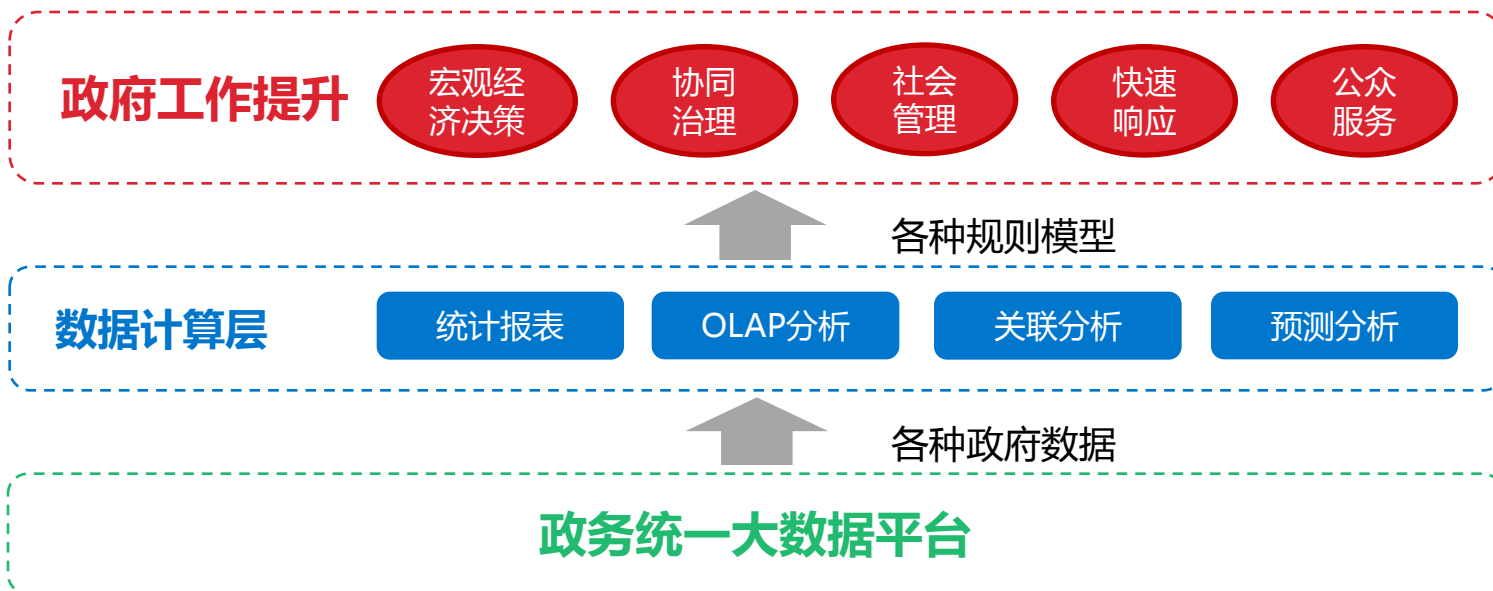 政府工作提升
宏观经
济决策
协同
治理
社会
管理
快速
响应
公众
服务
各种规则模型
数据计算层
统计报表
OLAP分析
关联分析
预测分析
各种政府数据
政务统一大数据平台